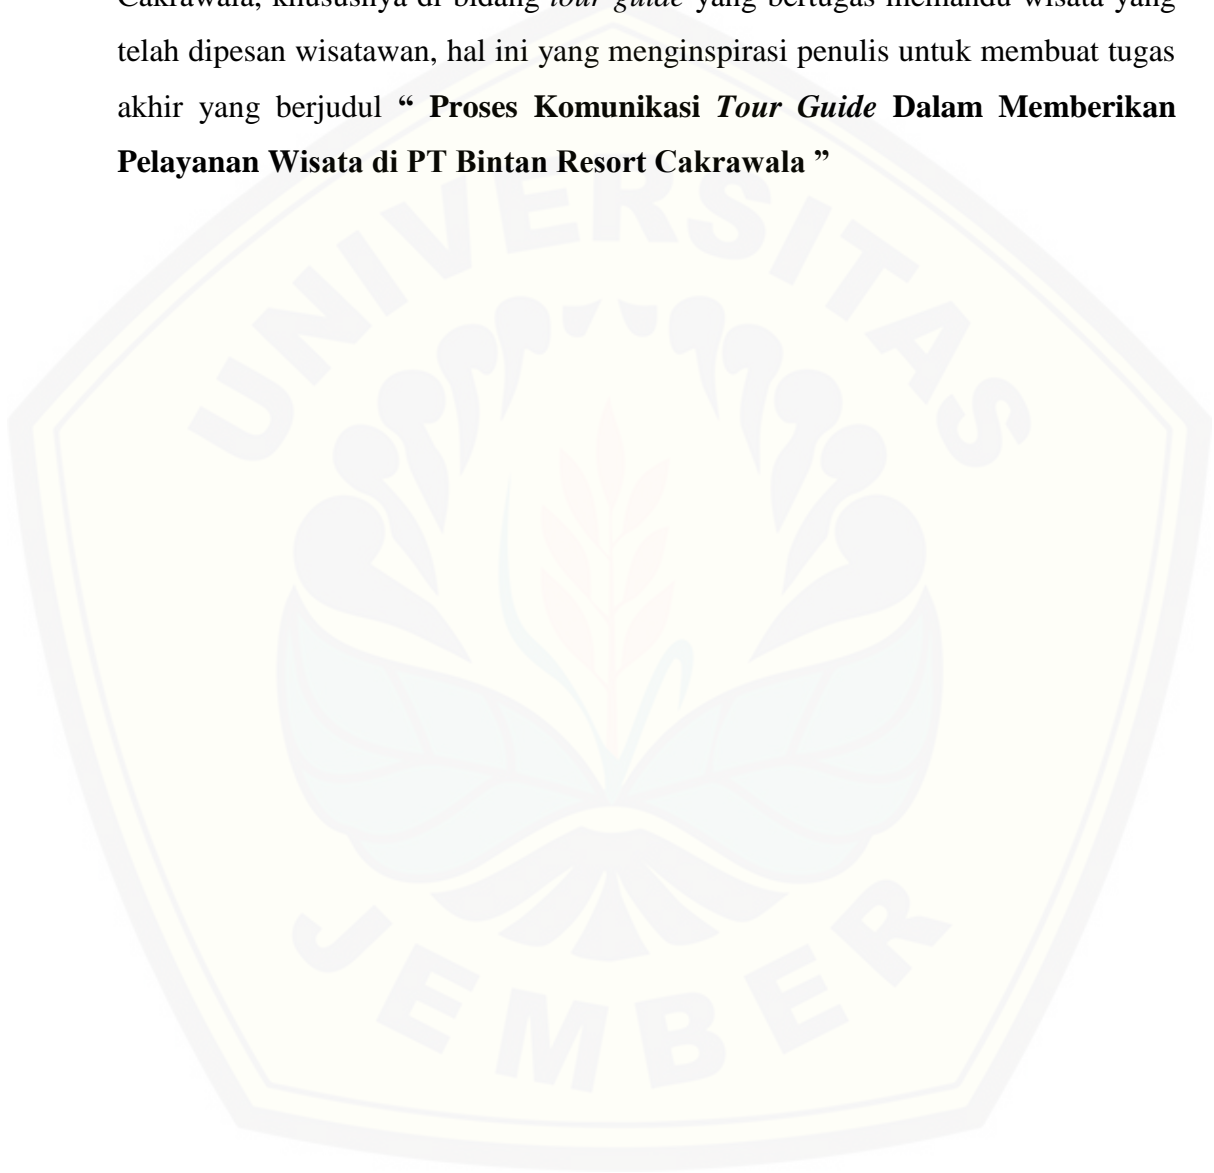 Cakrawala, khususnya di bidang tour guide yang bertugas memandu wisata yang
telah dipesan wisatawan, hal ini yang menginspirasi penulis untuk membuat tugas
akhir yang berjudul “ Proses Komunikasi Tour Guide Dalam Memberikan
Pelayanan Wisata di PT Bintan Resort Cakrawala ”
UNIVERSITAS
JEMBER